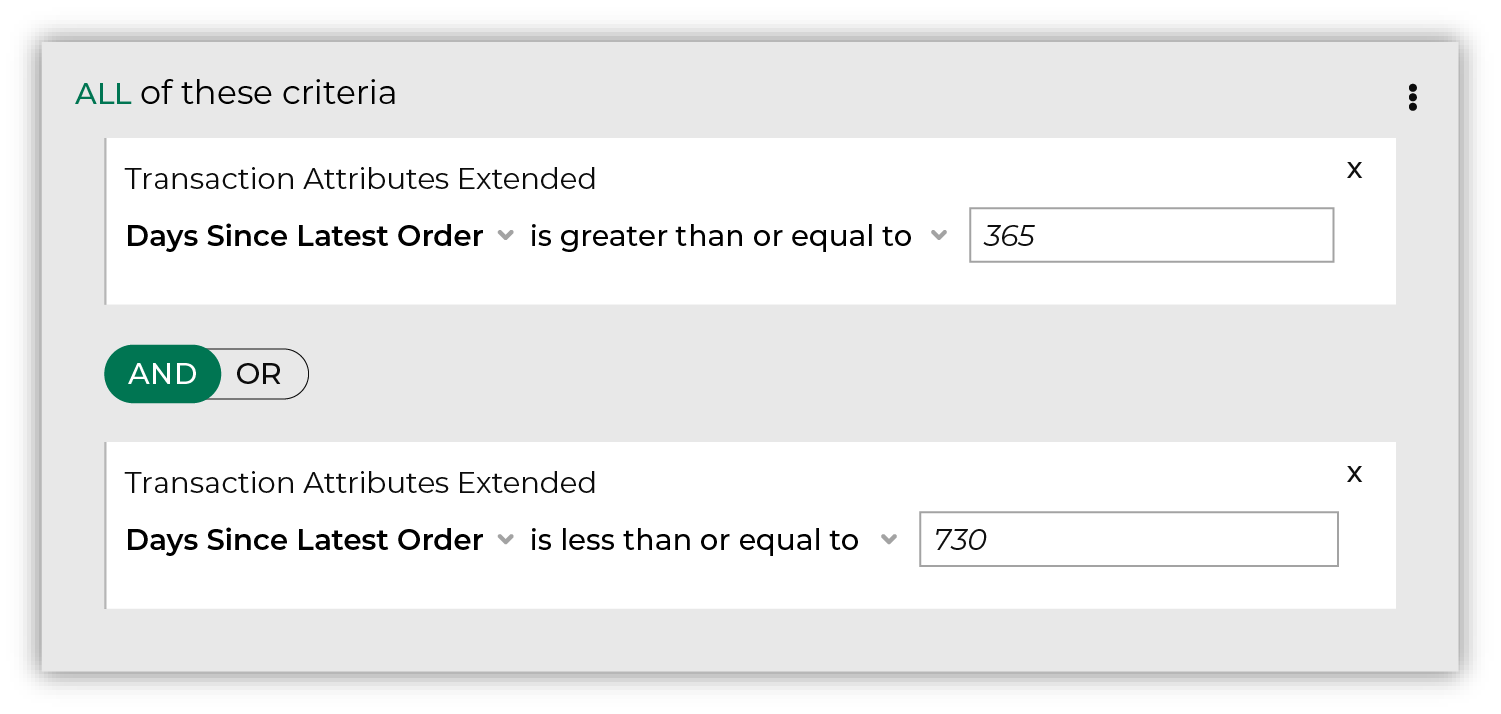 ALL of these criteria
Transaction Attributes Extended
x
Days Since Latest Order is greater than or equal to 365
AND OR
Transaction Attributes Extended
x
Days Since Latest Order is less than or equal to 730